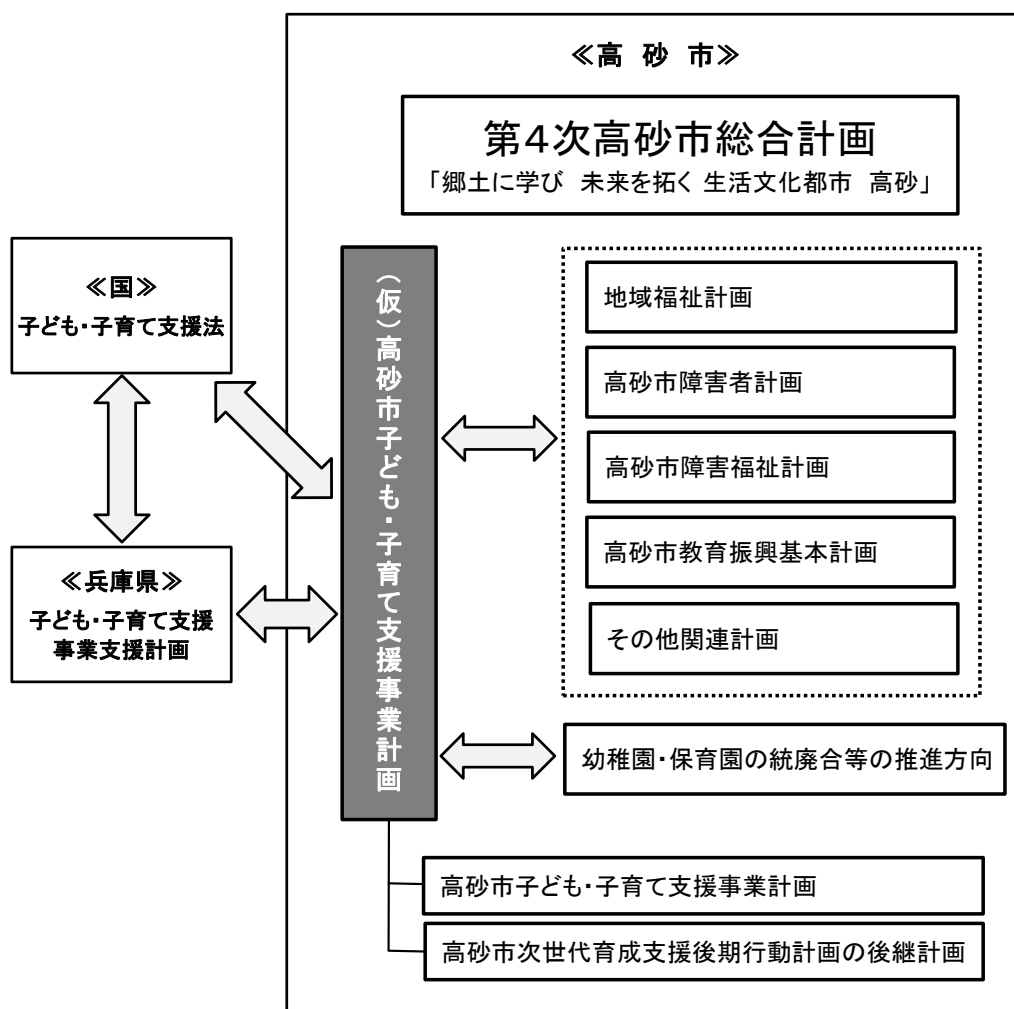 ≪高 砂 市≫
第4次高砂市総合計画
「郷土に学び 未来を拓く 生活文化都市 高砂」
≪国≫
子ども・子育て支援法
≪兵庫県≫
子ども・子育て支援
事業支援計画
(仮)高砂市子ども・子育て支援事業計画
地域福祉計画
高砂市障害者計画
高砂市障害福祉計画
高砂市教育振興基本計画
その他関連計画
幼稚園・保育園の統廃合等の推進方向
高砂市子ども・子育て支援事業計画
高砂市次世代育成支援後期行動計画の後継計画